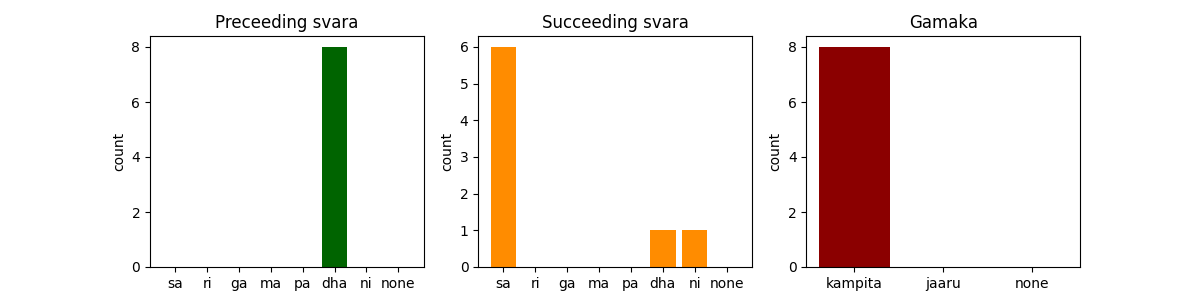 Preceeding svara
count
8
6
4
2
0
sa ri ga ma pa dha ni none
Succeeding svara
count
6
5
4
3
2
1
0
sa ri ga ma pa dha ni none
Gamaka
count
8
6
4
2
0
kampita jaaru none